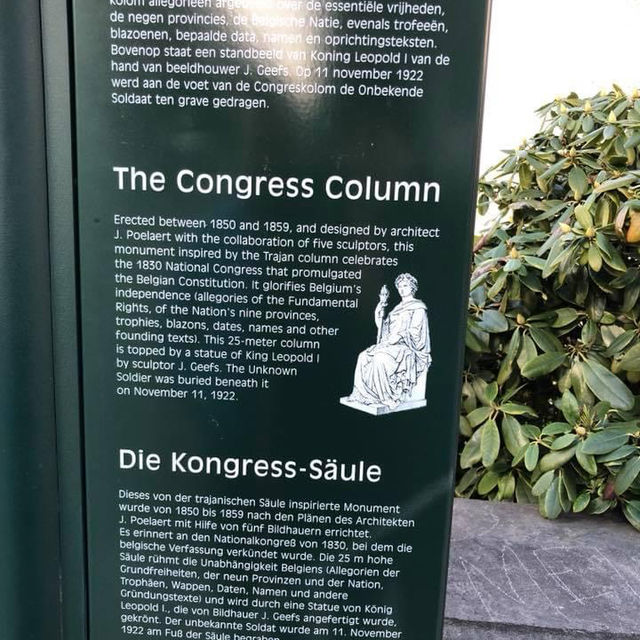 kolom allegorieën over de essentiële vrijheden,
de negen provincies, de Belgische Natie, evenals trofeeën,
blazoenen, bepaalde data, namen en oprichtingsteksten.
Bovenop staat een standbeeld van Koning Leopold I van de
hand van beeldhouwer J. Geefs. Op 11 november 1922
werd aan de voet van de Congreskolom de Onbekende
Soldaat ten grave gedragen.
The Congress Column
Erected between 1850 and 1859, and designed by architect
J. Poelaert with the collaboration of five sculptors, this
monument inspired by the Trajan column celebrates
the 1830 National Congress that promulgated
the Belgian Constitution. It glorifies Belgium's
independence (allegories of the Fundamental
Rights, of the Nation's nine provinces,
trophies, blazons, dates, names and other
founding texts). This 25-meter column
is topped by a statue of King Leopold I
by sculptor J. Geefs. The Unknown
Soldier was buried beneath it
on November 11, 1922.
Die Kongress-Säule
Dieses von der trajanischen Säule inspirierte Monument
wurde von 1850 bis 1859 nach den Plänen des Architekten
J. Poelaert mit Hilfe von fünf Bildhauern errichtet.
Es erinnert an den Nationalkongreß von 1830, bei dem die
belgische Verfassung verkündet wurde. Die 25 m hohe
Säule rühmt die Unabhängigkeit Belgiens (Allegorien der
Grundfreiheiten, der neun Provinzen und der Nation,
Trophäen, Wappen, Daten, Namen und andere
Gründungstexte) und wird durch eine Statue von König
Leopold I., die von Bildhauer J. Geefs angefertigt wurde,
gekrönt. Der unbekannte Soldat wurde am 11. November
1922 am Fuß der Säule begraben